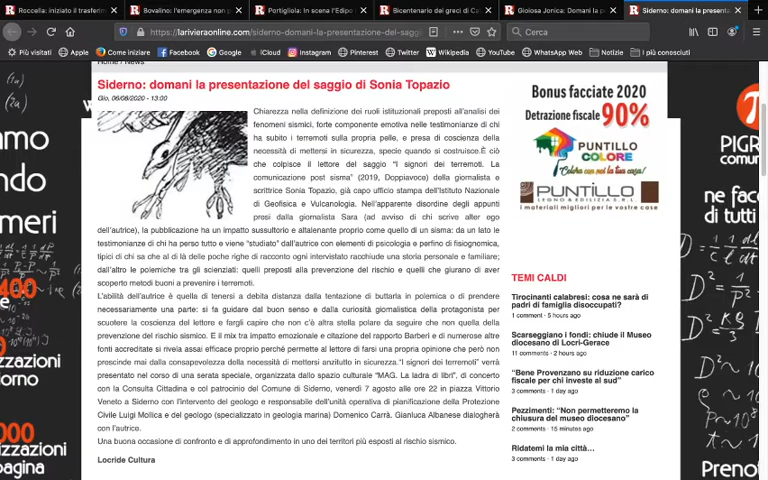 Roccella: iniziato il trasferim
Bovalino: l'emergenza non p
Portigliola: In scena l'Edipo
Bicentenario dei greci di Ca
Gioiosa Jonica: Domani la p
Siderno: domani la presenta
https://larivieraonline.com/siderno-domani-la-presentazione-del-sagg
Cerca
Più visitati
Apple
Come iniziare
Facebook
Google
iCloud
Instagram
Pinterest
Twitter
Wikipedia
YouTube
WhatsApp Web
Notizie
I più conosciuti
Home / News
Siderno: domani la presentazione del saggio di Sonia Topazio
Gio, 06/08/2020 - 13:00
Chiarezza nella definizione dei ruoli istituzionali preposti all'analisi dei
fenomeni sismici, forte componente emotiva nelle testimonianze di chi
ha subito i terremoti sulla propria pelle, e presa di coscienza della
necessità di mettersi in sicurezza, specie quando si costruisce.È ciò
che colpisce il lettore del saggio "I signori dei terremoti. La
comunicazione post sisma" (2019, Doppiavoce) della giornalista e
scrittrice Sonia Topazio, già capo ufficio stampa dell'Istituto Nazionale
di Geofisica e Vulcanologia. Nell'apparente disordine degli appunti
presi dalla giornalista Sara (ad avviso di chi scrive alter ego
dell'autrice), la pubblicazione ha un impatto sussultorio e altalenante proprio come quello di un sisma: da un lato le
testimonianze di chi ha perso tutto e viene "studiato" dall'autrice con elementi di psicologia e perfino di fisiognomica,
tipici di chi sa che al di là delle poche righe di racconto ogni intervistato racchiude una storia personale e familiare;
dall'altro le polemiche tra gli scienziati: quelli preposti alla prevenzione del rischio e quelli che giurano di aver
scoperto metodi buoni a prevenire i terremoti.
L'abilità dell'autrice è quella di tenersi a debita distanza dalla tentazione di buttarla in polemica o di prendere
necessariamente una parte: si fa guidare dal buon senso e dalla curiosità giornalistica della protagonista per
scuotere la coscienza del lettore e fargli capire che non c'è altra stella polare da seguire che non quella della
prevenzione del rischio sismico. E il mix tra impatto emozionale e citazione del rapporto Barberi e di numerose altre
fonti accreditate si rivela assai efficace proprio perché permette al lettore di farsi una propria opinione che però non
prescinde mai dalla consapevolezza della necessità di mettersi anzitutto in sicurezza."I signori dei terremoti" verrà
presentato nel corso di una serata speciale, organizzata dallo spazio culturale "MAG. La ladra di libri", di concerto
con la Consulta Cittadina e col patrocinio del Comune di Siderno, venerdì 7 agosto alle ore 22 in piazza Vittorio
Veneto a Siderno con l'intervento del geologo e responsabile dell'unità operativa di pianificazione della Protezione
Civile Luigi Mollica e del geologo (specializzato in geologia marina) Domenico Carrà. Gianluca Albanese dialogherà
con l'autrice.
Una buona occasione di confronto e di approfondimento in uno dei territori più esposti al rischio sismico.
Locride Cultura
Bonus facciate 2020
Detrazione fiscale 90%
PUNTILLO
COLORE
"Colora con noi la tua casa!
PUNTILLO
LEGNO & EDILIZIA S.R.L.
i materiali migliori per le vostre case
TEMI CALDI
Tirocinanti calabresi: cosa ne sarà di
padri di famiglia disoccupati?
1 comment · 5 hours ago
Scarseggiano i fondi: chiude il Museo
diocesano di Locri-Gerace
11 comments · 2 hours ago
"Bene Provenzano su riduzione carico
fiscale per chi investe al sud"
3 comments · 1 day ago
Pezzimenti: "Non permetteremo la
chiusura del museo diocesano"
2 comments · 15 minutes ago
Ridatemi la mia città…
3 comments · 1 day ago
amo
ndo
meri
400
zzazioni
iorno
000
izzazioni
pagina
PIGR
comun
ne fac
di tutti
Prenot